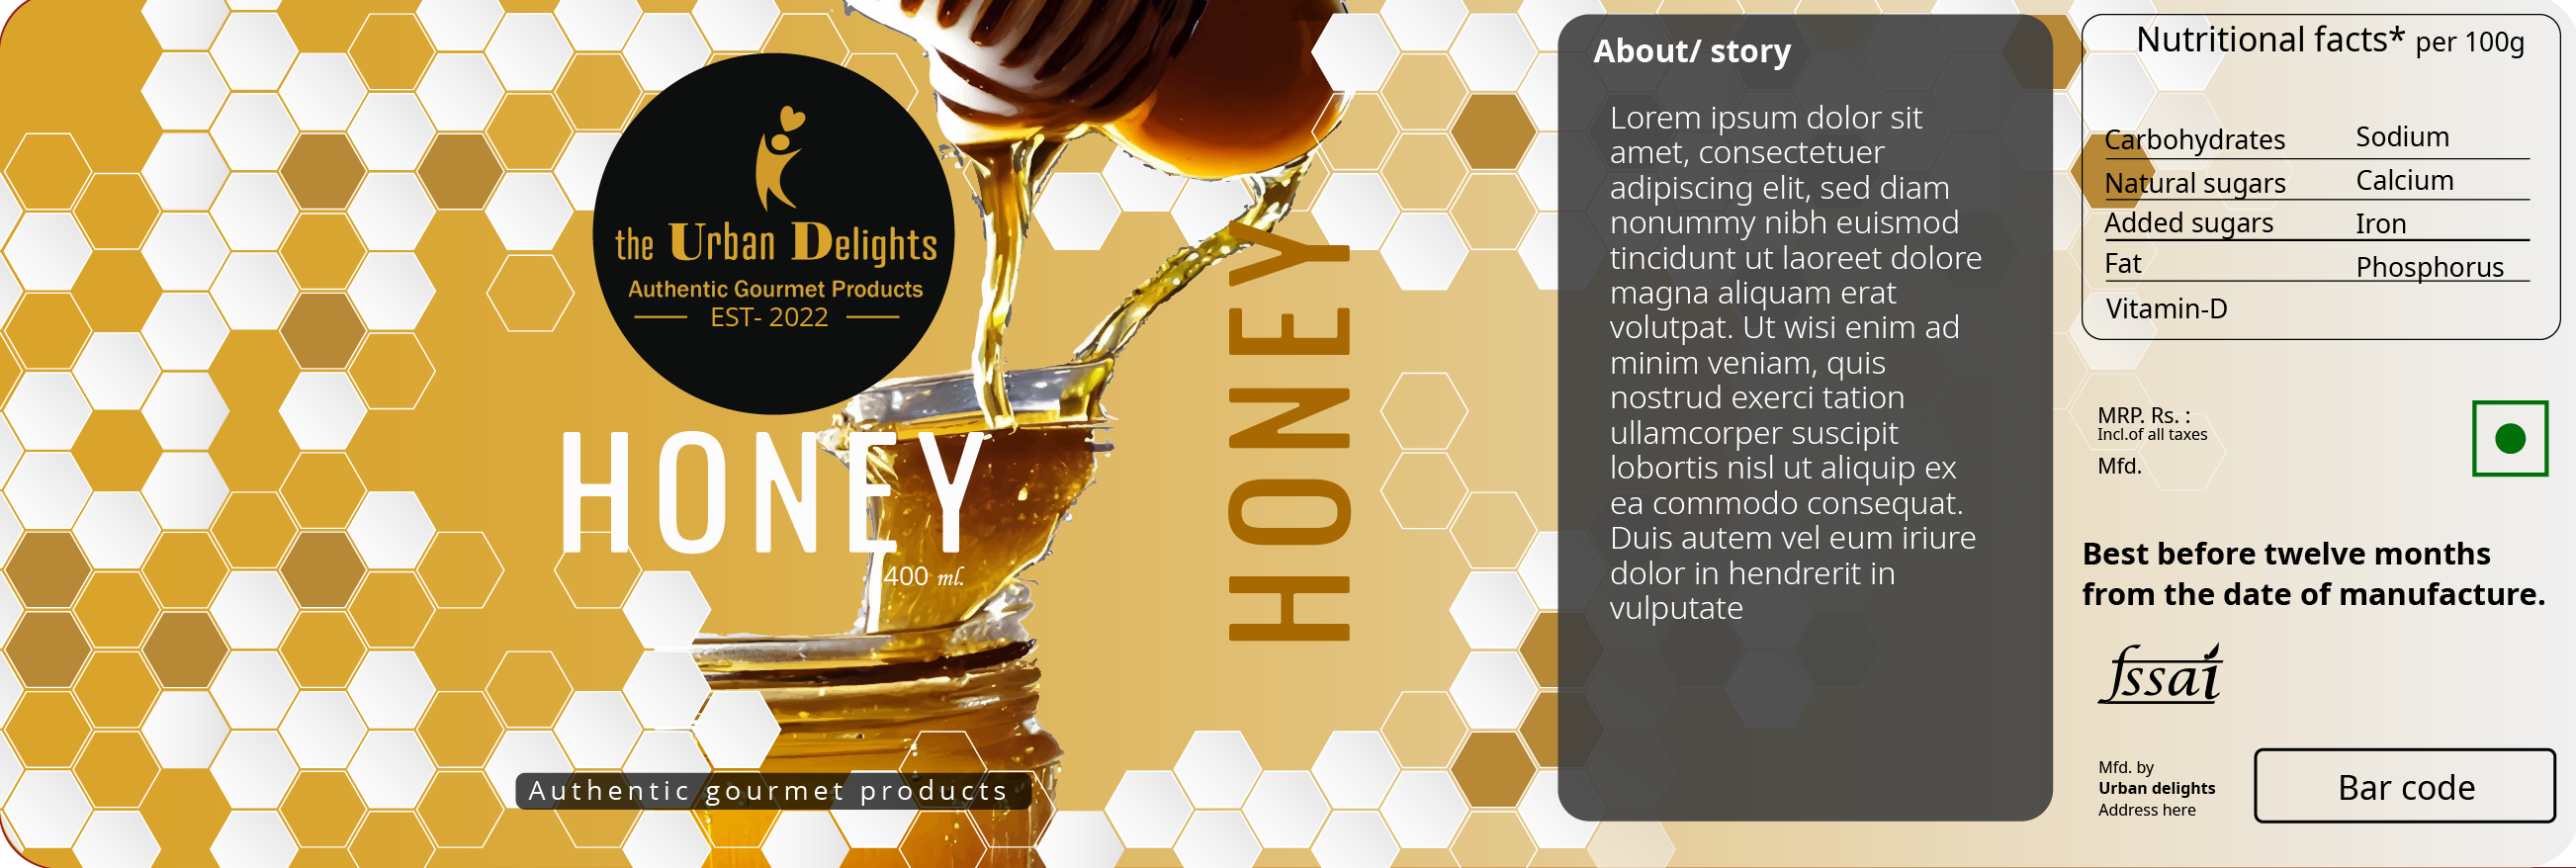 the Urban Delights
Authentic Gourmet Products
EST- 2022
HONEY
400 ml.
Authentic gourmet products
HONEY
About/ story
Lorem ipsum dolor sit
amet, consectetuer
adipiscing elit, sed diam
nonummy nibh euismod
tincidunt ut laoreet dolore
magna aliquam erat
volutpat. Ut wisi enim ad
minim veniam, quis
nostrud exerci tation
ullamcorper suscipit
lobortis nisl ut aliquip ex
ea commodo consequat.
Duis autem vel eum iriure
dolor in hendrerit in
vulputate
Nutritional facts* per 100g
Carbohydrates
Natural sugars
Added sugars
Fat
Vitamin-D
Sodium
Calcium
Iron
Phosphorus
MRP. Rs. :
Incl.of all taxes
Mfd.
Best before twelve months
from the date of manufacture.
fssai
Mfd. by
Urban delights
Address here
Bar code